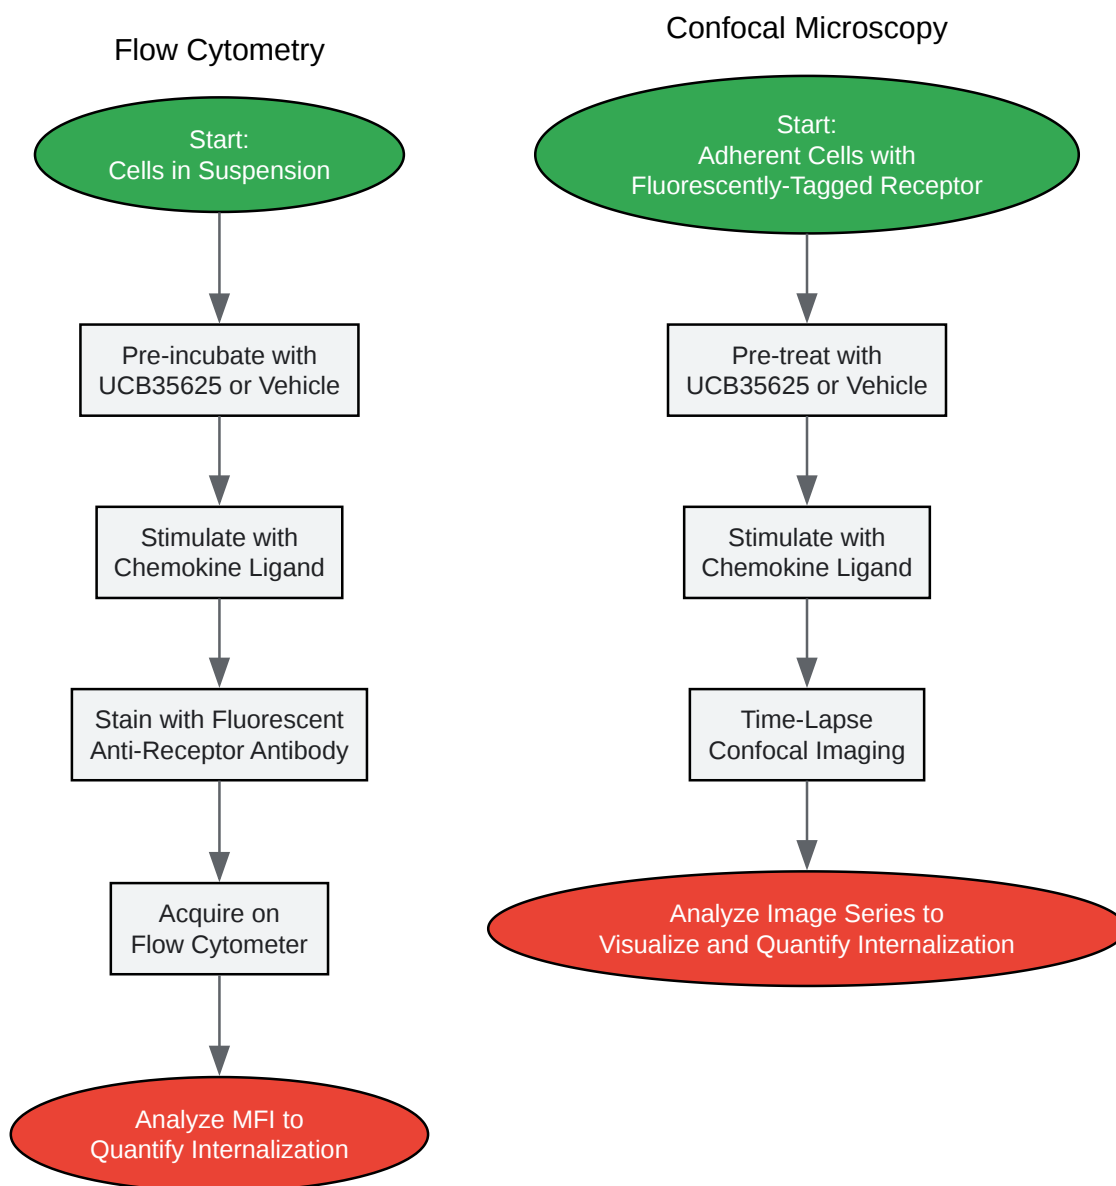 Flow Cytometry
Start:
Cells in Suspension
Pre-incubate with
UCB35625 or Vehicle
Stimulate with
Chemokine Ligand
Stain with Fluorescent
Anti-Receptor Antibody
Acquire on
Flow Cytometer
Analyze MFI to
Quantify Internalization
Confocal Microscopy
Start:
Adherent Cells with
Fluorescently-Tagged Receptor
Pre-treat with
UCB35625 or Vehicle
Stimulate with
Chemokine Ligand
Time-Lapse
Confocal Imaging
Analyze Image Series to
Visualize and Quantify Internalization